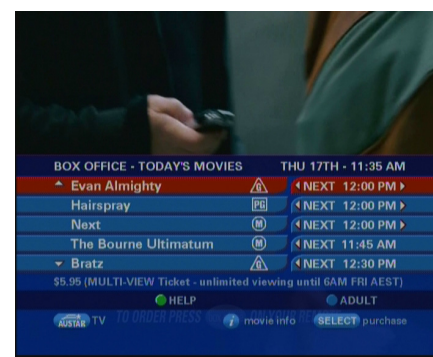 BOX OFFICE - TODAY'S MOVIES THU 17TH - 11:35 AM
Evan Almighty G NEXT 12:00 PM
Hairspray PG NEXT 12:00 PM
Next M NEXT 12:00 PM
The Bourne Ultimatum M NEXT 11:45 AM
Bratz G NEXT 12:30 PM
$5.95 (MULTI-VIEW Ticket - unlimited viewing until 6AM FRI AEST)
HELP ADULT
TO ORDER PRESS ON YOUR
AUSTAR TV i movie info SELECT purchase